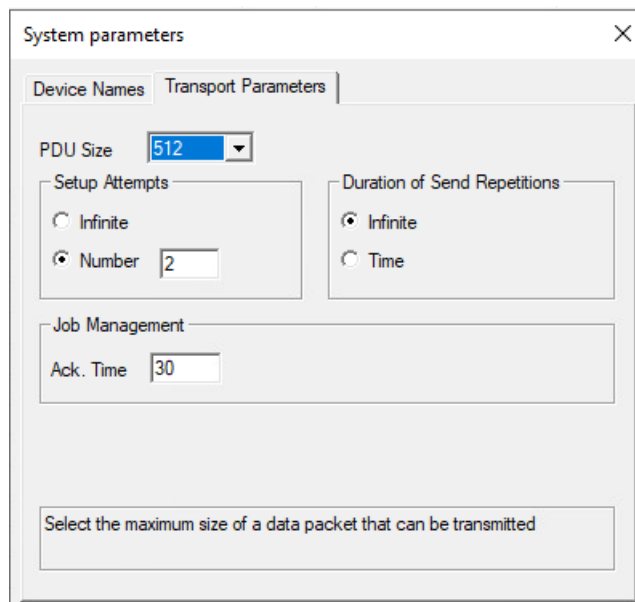 System parameters
Device Names
Transport Parameters
PDU Size 512
Setup Attempts
Infinite
Number 2
Duration of Send Repetitions
Infinite
Time
Job Management
Ack. Time 30
Select the maximum size of a data packet that can be transmitted